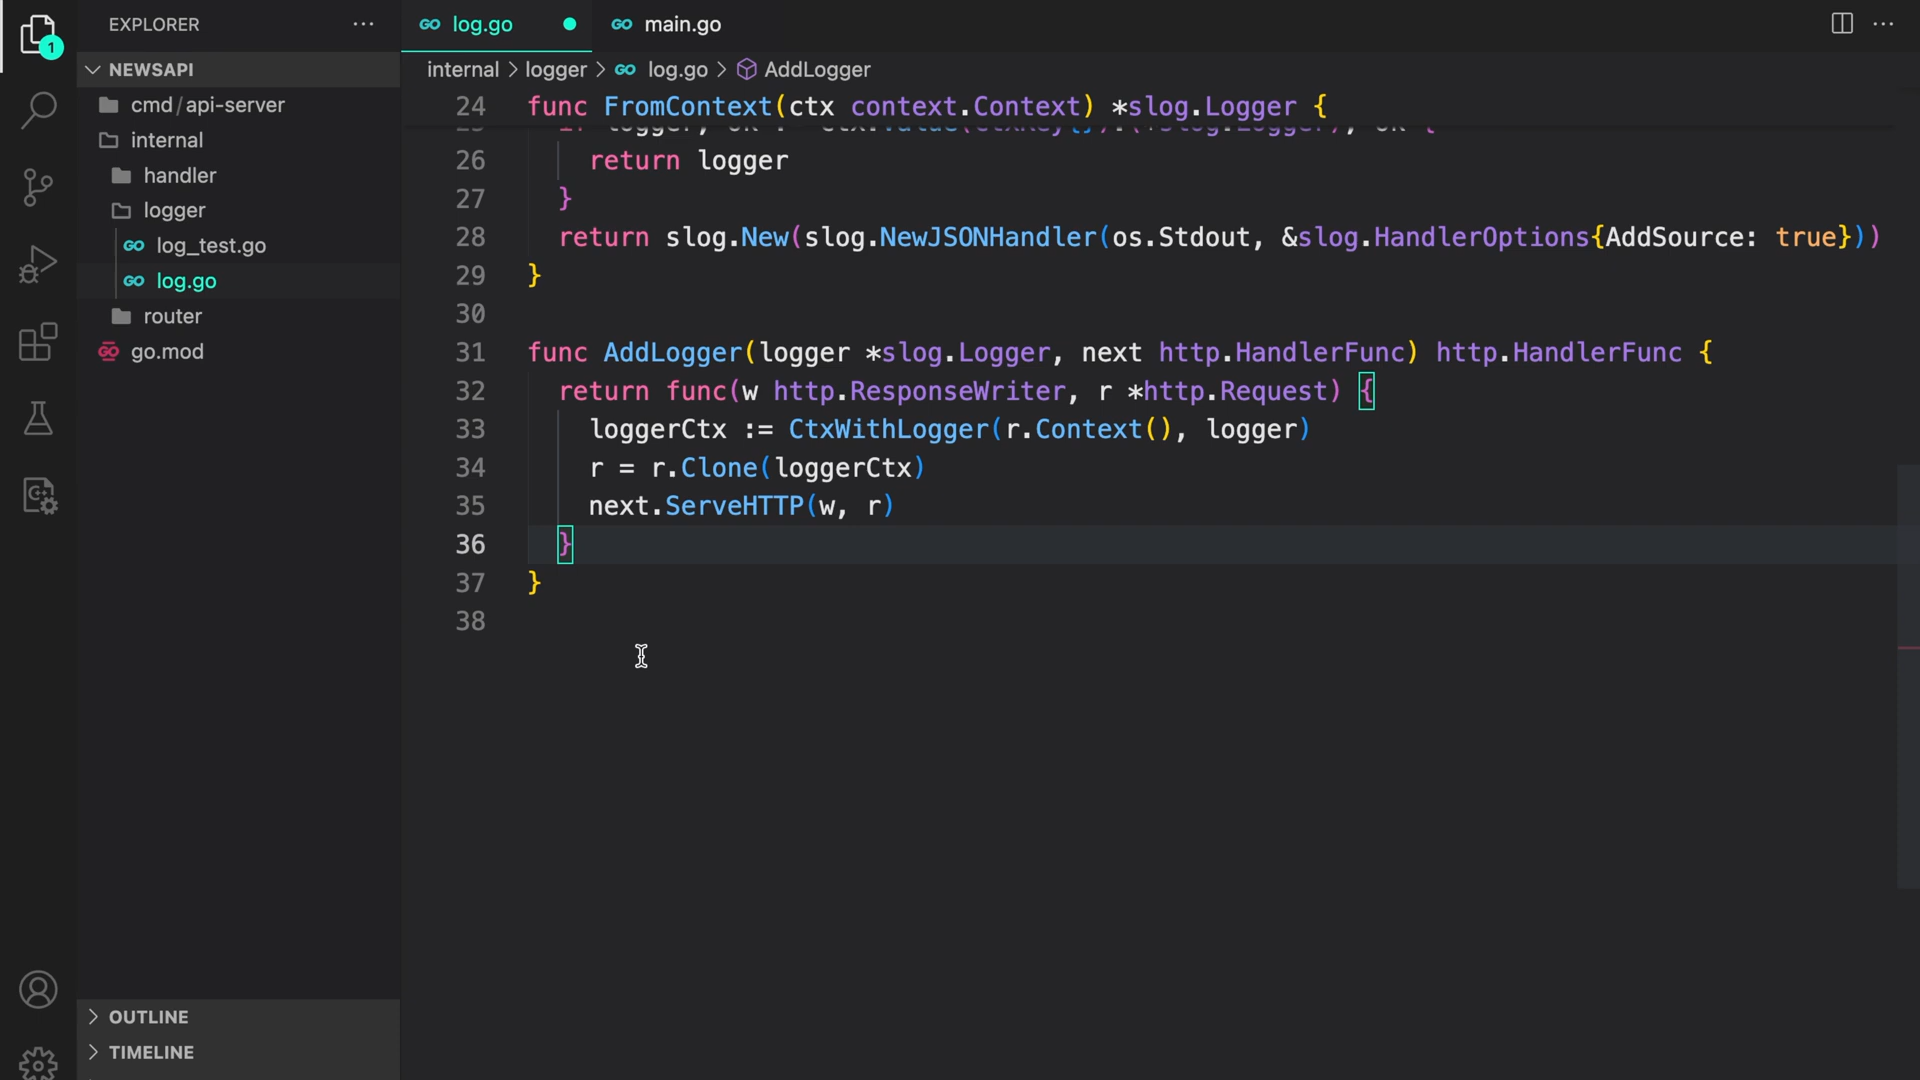 EXPLORER
NEWSAPI
cmd/api-server
internal
handler
logger
log_test.go
log.go
router
go.mod
OUTLINE
TIMELINE
1
log.go
main.go
internal > logger > log.go > AddLogger
24 func FromContext(ctx context.Context) *slog.Logger {
26 return logger
27 }
28 return slog.New(slog.NewJSONHandler(os.Stdout, &slog.HandlerOptions{AddSource: true}))
29 }
30
31 func AddLogger(logger *slog.Logger, next http.HandlerFunc) http.HandlerFunc {
32 return func(w http.ResponseWriter, r *http.Request) {
33 loggerCtx := CtxWithLogger(r.Context(), logger)
34 r = r.Clone(loggerCtx)
35 next.ServeHTTP(w, r)
36 }
37 }
38